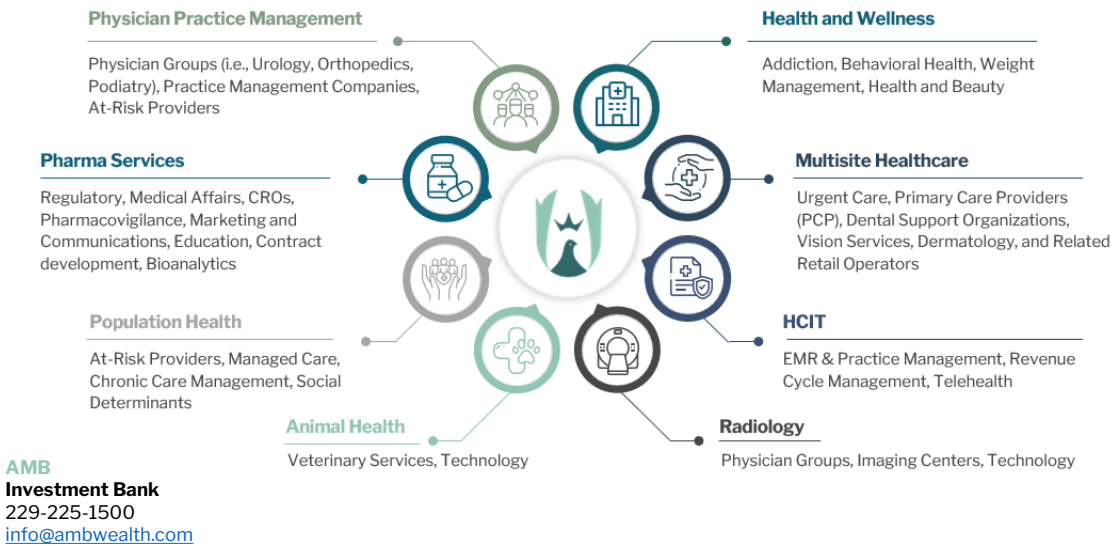 Physician Practice Management
Physician Groups (i.e., Urology, Orthopedics,
Podiatry), Practice Management Companies,
At-Risk Providers
Health and Wellness
Addiction, Behavioral Health, Weight
Management, Health and Beauty
Pharma Services
Regulatory, Medical Affairs, CROs,
Pharmacovigilance, Marketing and
Communications, Education, Contract
development, Bioanalytics
Multisite Healthcare
Urgent Care, Primary Care Providers
(PCP), Dental Support Organizations,
Vision Services, Dermatology, and Related
Retail Operators
Population Health
At-Risk Providers, Managed Care,
Chronic Care Management, Social
Determinants
HCIT
EMR & Practice Management, Revenue
Cycle Management, Telehealth
Animal Health
Veterinary Services, Technology
Radiology
Physician Groups, Imaging Centers, Technology
AMB
Investment Bank
229-225-1500
info@ambwealth.com